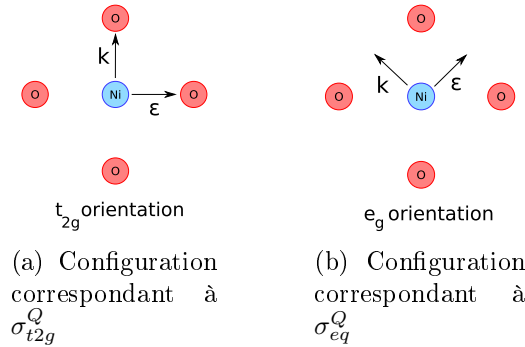 O
k
O
Ni
O
ε
O
t2g orientation
(a) Configuration
correspondant à
σ^Q_t2g
O
k
ε
O
Ni
O
O
eg orientation
(b) Configuration
correspondant à
σ^Q_eq